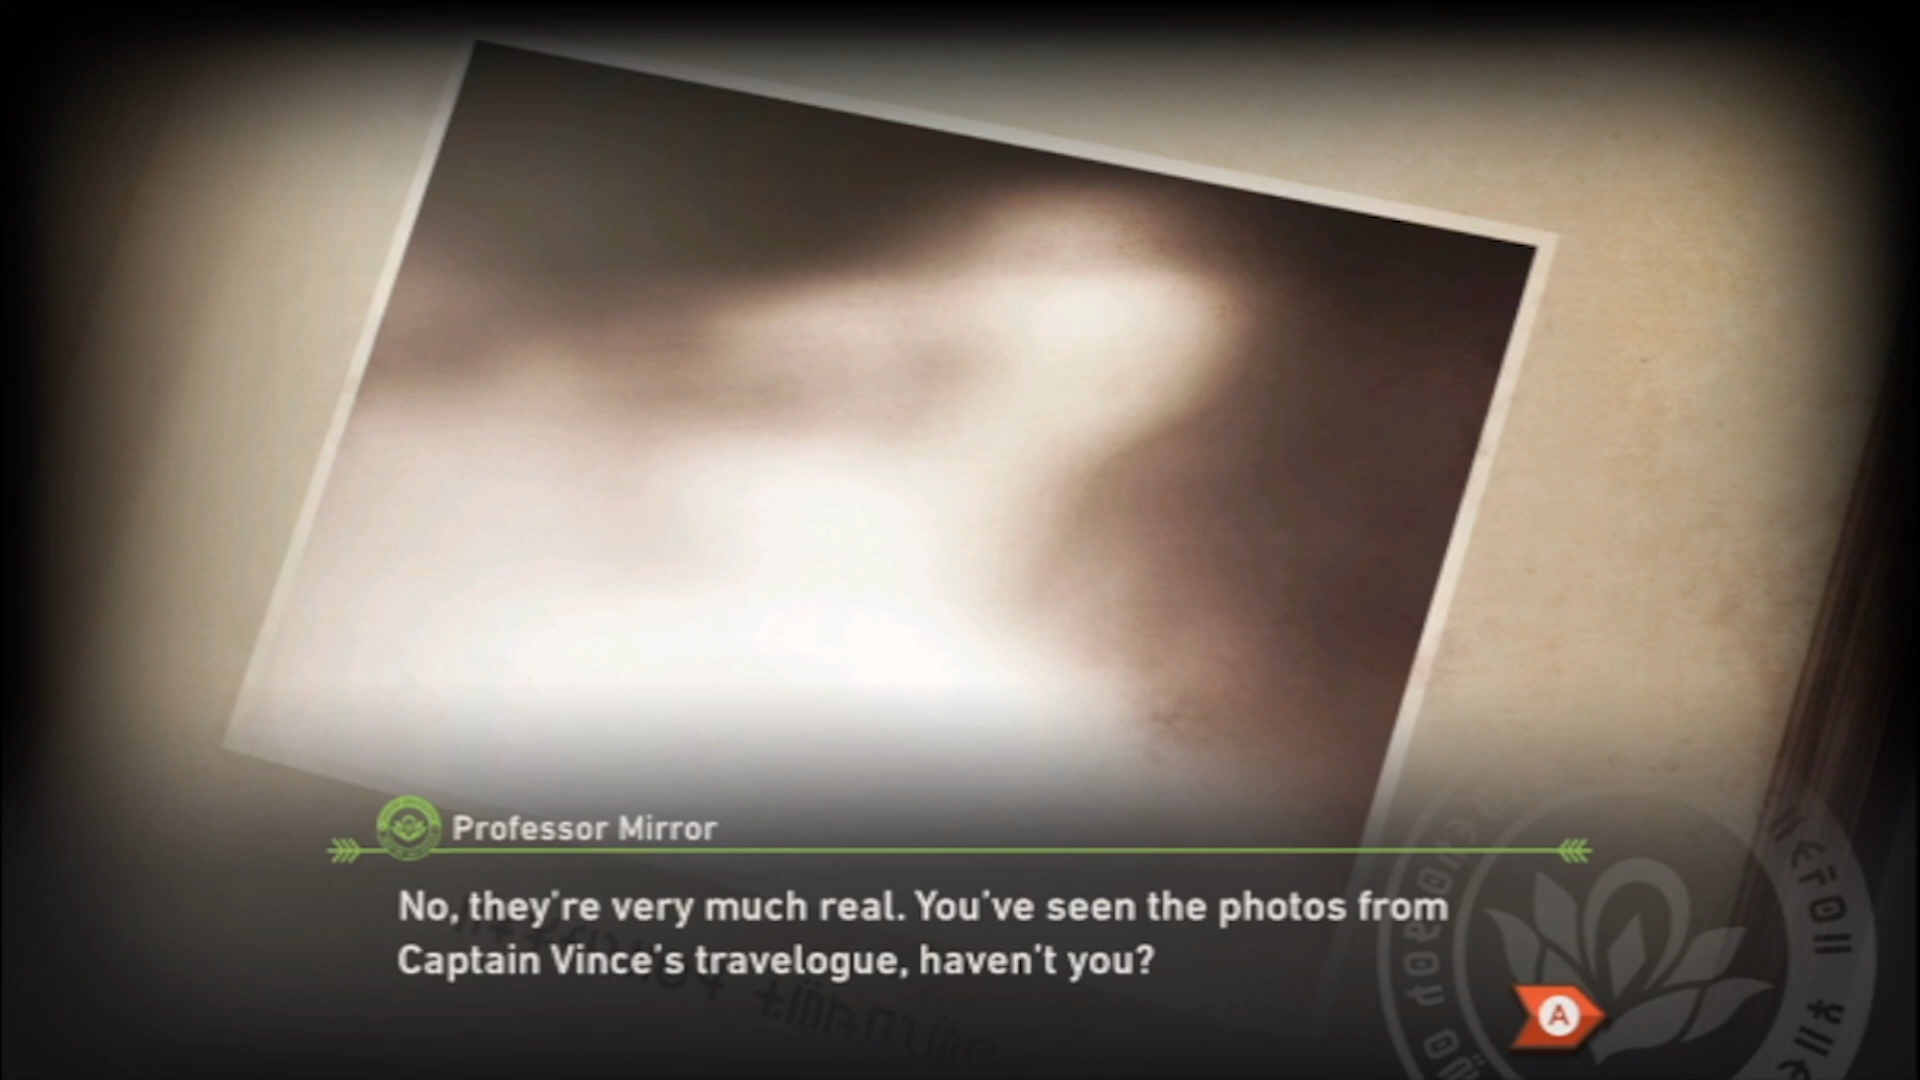 Professor Mirror
No, they're very much real. You've seen the photos from
Captain Vince's travelogue, haven't you?
A